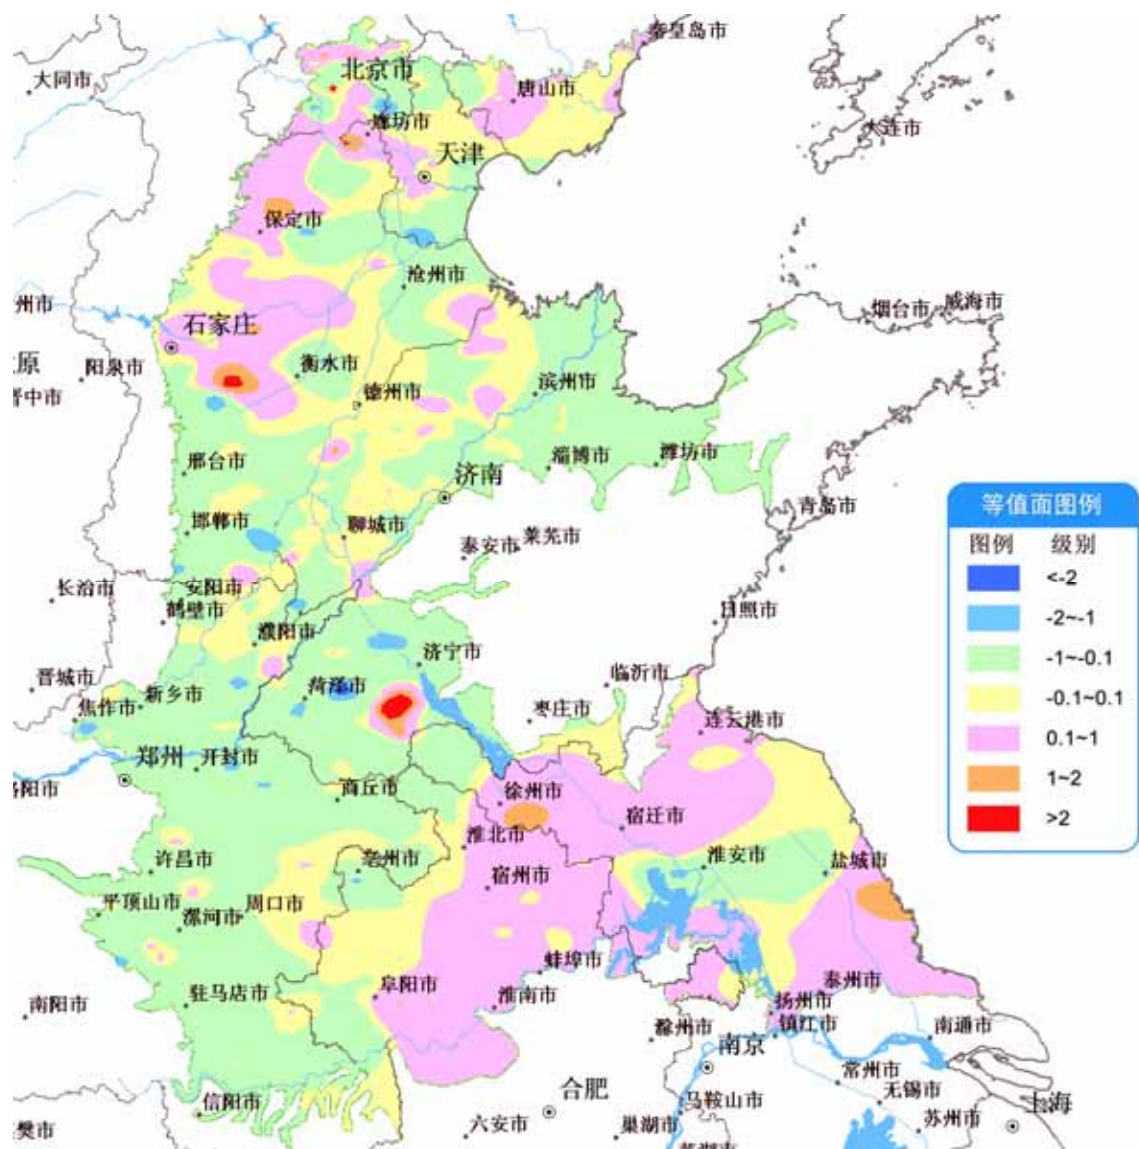 秦皇岛市
北京市
大同市
唐山市
廊坊市
大连市
天津
保定市
沧州市
州市
烟台市
威海市
石家庄
原
阳泉市
衡水市
晋中市
德州市
滨州市
邢台市
淄博市
潍坊市
济南
青岛市
等值面图例
图例 级别
<-2
-2~-1
-1~-0.1
-0.1~0.1
0.1~1
1~2
>2
邯郸市
聊城市
泰安市
莱芜市
长治市
安阳市
鹤壁市
濮阳市
日照市
济宁市
临沂市
晋城市
新乡市
菏泽市
焦作市
枣庄市
连云港市
郑州
开封市
洛阳市
商丘市
徐州市
宿迁市
淮北市
许昌市
亳州市
淮安市
盐城市
宿州市
平顶山市
漯河市
周口市
蚌埠市
泰州市
驻马店市
阜阳市
淮南市
扬州市
南阳市
滁州市
镇江市
南通市
南京
合肥
常州市
无锡市
信阳市
马鞍山市
上海
樊市
六安市
巢湖市
苏州市
芜湖市